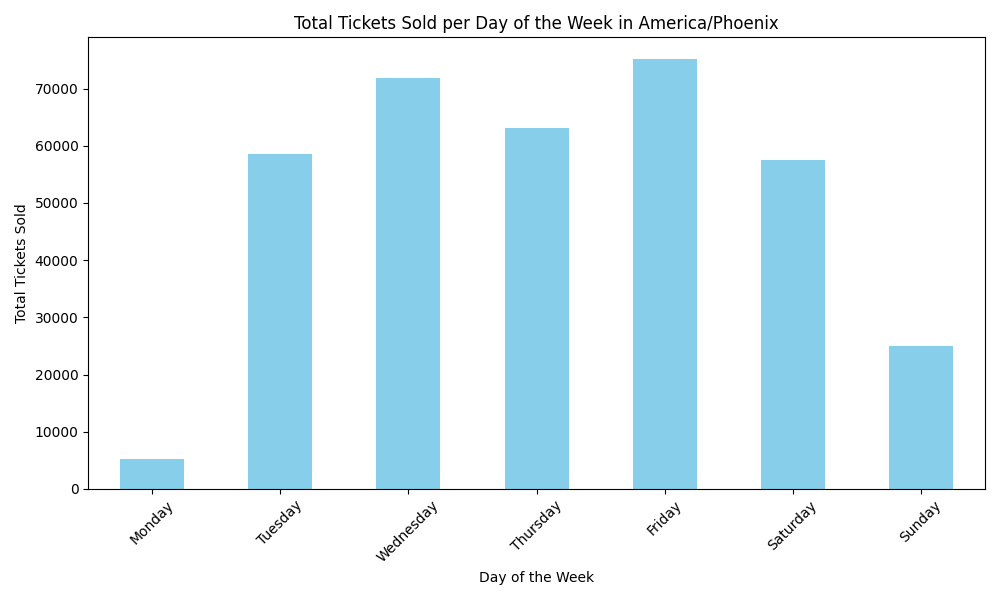 Total Tickets Sold per Day of the Week in America/Phoenix
Total Tickets Sold
70000
60000
50000
40000
30000
20000
10000
0
Monday
Tuesday
Wednesday
Thursday
Friday
Saturday
Sunday
Day of the Week